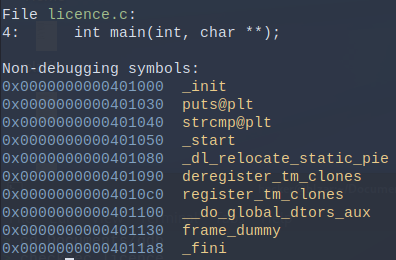 File licence.c:
4:      int main(int, char **);

Non-debugging symbols:
0x0000000000401000  _init
0x0000000000401030  puts@plt
0x0000000000401040  strcmp@plt
0x0000000000401050  _start
0x0000000000401080  _dl_relocate_static_pie
0x0000000000401090  deregister_tm_clones
0x00000000004010c0  register_tm_clones
0x0000000000401100  __do_global_dtors_aux
0x0000000000401130  frame_dummy
0x00000000004011a8  _fini